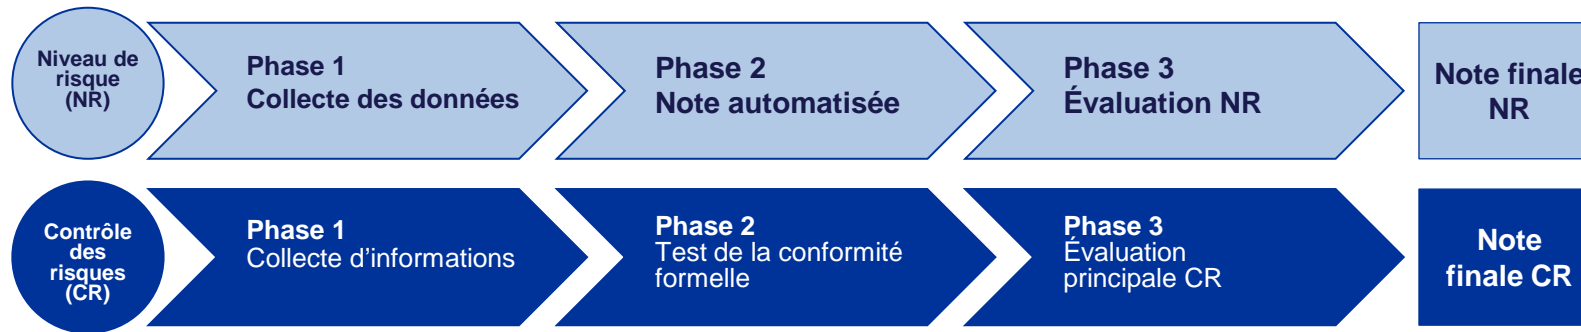 Niveau de
risque
(NR)
Phase 1
Collecte des données
Phase 2
Note automatisée
Phase 3
Évaluation NR
Note finale
NR
Contrôle
des
risques
(CR)
Phase 1
Collecte d'informations
Phase 2
Test de la conformité
formelle
Phase 3
Évaluation
principale CR
Note
finale CR